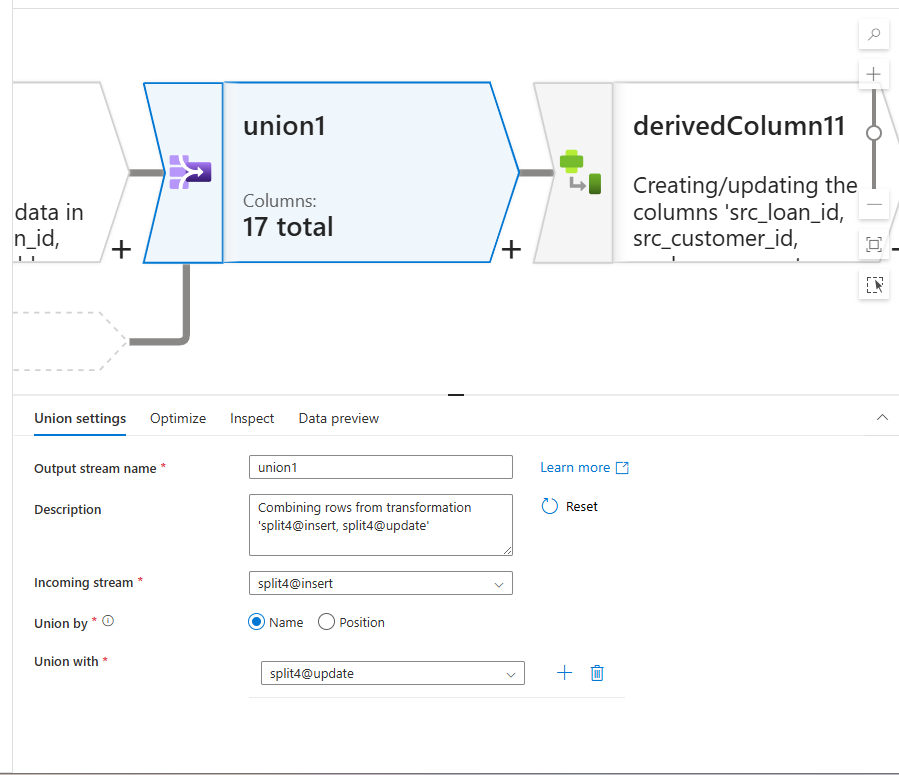 data in
n_id,
union1
Columns:
17 total
derivedColumn11
Creating/updating the
columns 'src_loan_id,
src_customer_id,
Union settings
Optimize
Inspect
Data preview
Output stream name *
union1
Learn more
Description
Combining rows from transformation
'split4@insert, split4@update'
Reset
Incoming stream *
split4@insert
Union by *
Name
Position
Union with *
split4@update